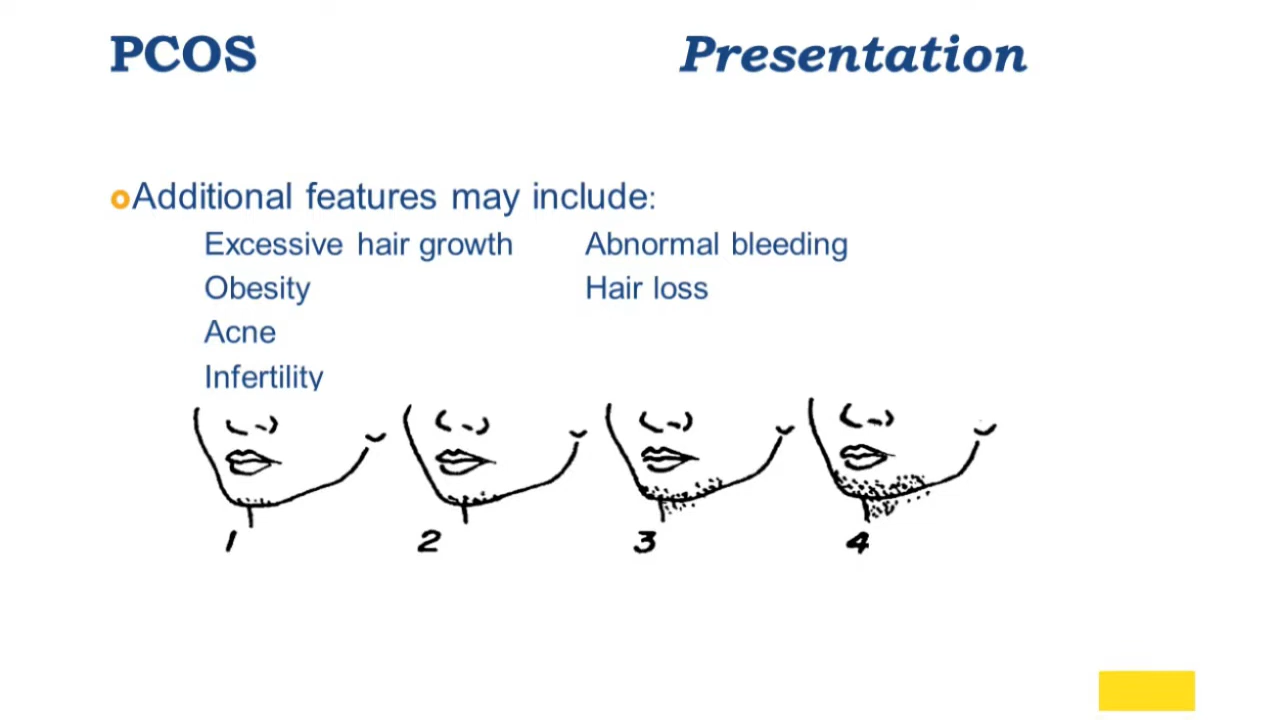 PCOS Presentation
Additional features may include:
Excessive hair growth Abnormal bleeding
Obesity Hair loss
Acne
Infertility
1 2 3 4